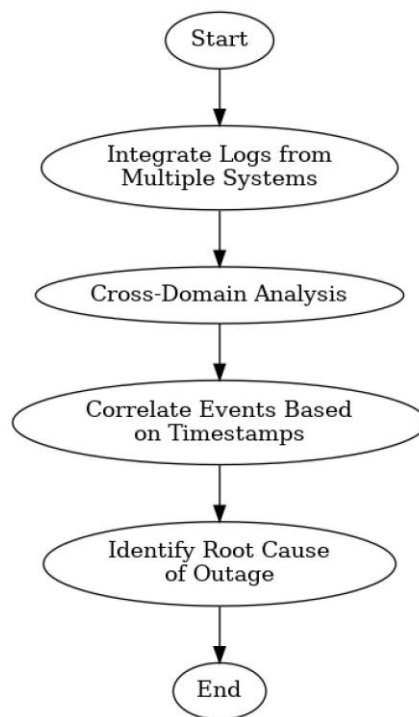 Start
Integrate Logs from
Multiple Systems
Cross-Domain Analysis
Correlate Events Based
on Timestamps
Identify Root Cause
of Outage
End